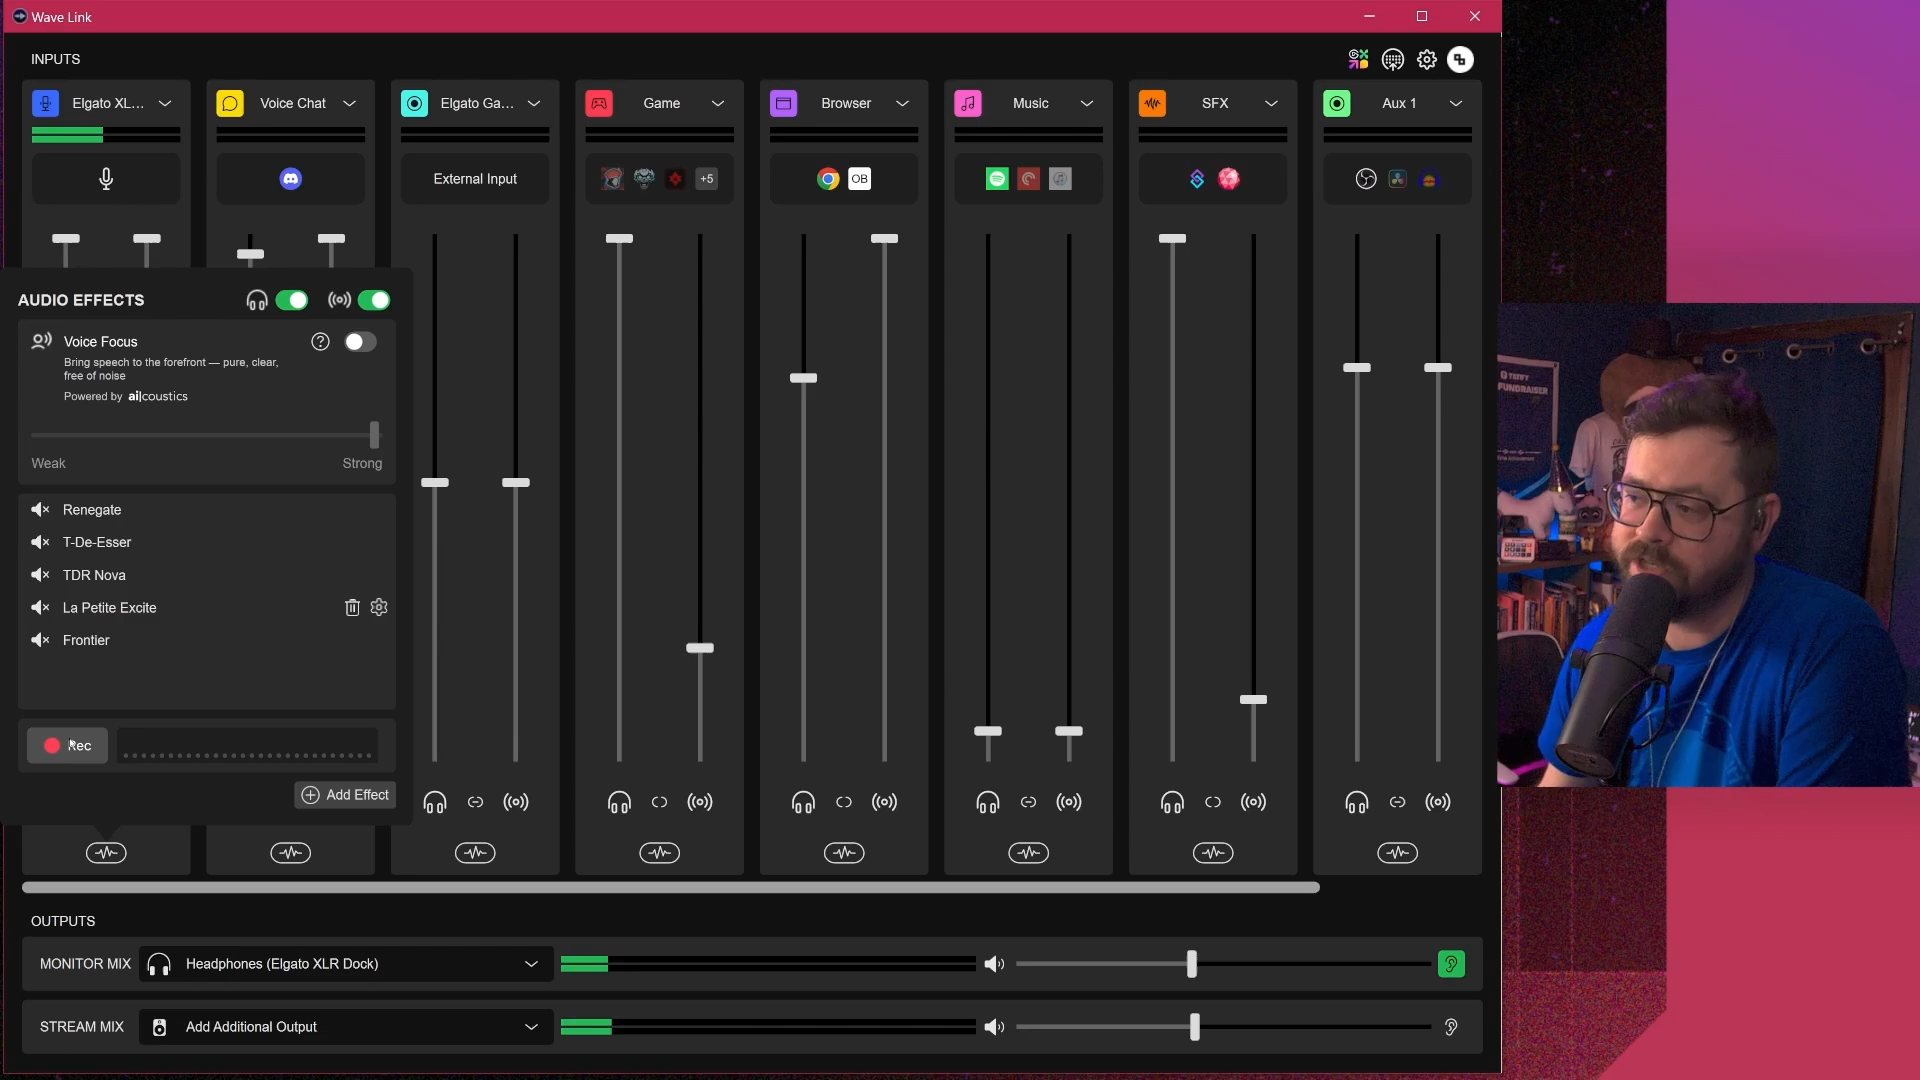 Wave Link
INPUTS
Elgato XL...
Voice Chat
Elgato Ga...
Game
Browser
Music
SFX
Aux 1
External Input
+5
OB
AUDIO EFFECTS
Voice Focus
Bring speech to the forefront — pure, clear,
free of noise
Powered by ai|coustics
Weak
Strong
Renegate
T-De-Esser
TDR Nova
La Petite Excite
Frontier
Rec
Add Effect
OUTPUTS
MONITOR MIX
Headphones (Elgato XLR Dock)
STREAM MIX
Add Additional Output
FUNDRAISER